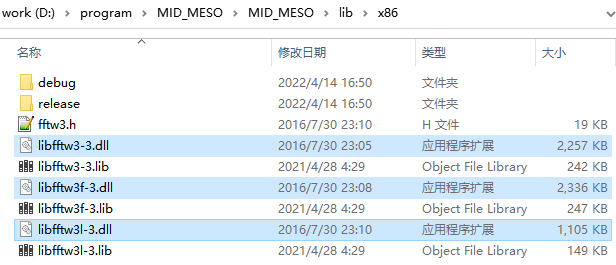 work (D:) › program › MID_MESO › MID_MESO › lib › x86
名称 修改日期 类型 大小
debug 2022/4/14 16:50 文件夹
release 2022/4/14 16:50 文件夹
fftw3.h 2016/7/30 23:10 H 文件 19 KB
libfftw3-3.dll 2016/7/30 23:05 应用程序扩展 2,257 KB
libfftw3-3.lib 2021/4/28 4:29 Object File Library 242 KB
libfftw3f-3.dll 2016/7/30 23:08 应用程序扩展 2,336 KB
libfftw3f-3.lib 2021/4/28 4:29 Object File Library 247 KB
libfftw3l-3.dll 2016/7/30 23:10 应用程序扩展 1,105 KB
libfftw3l-3.lib 2021/4/28 4:29 Object File Library 149 KB